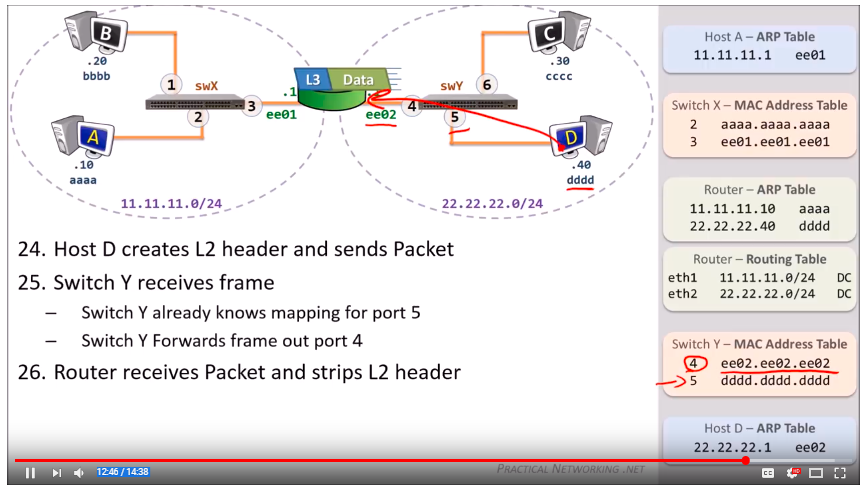 B
.20
bbbb
1
swX
2
3
A
.10
aaaa
11.11.11.0/24
L3 Data
.1
ee01
ee02
4
swY
5
6
C
.30
cccc
D
.40
dddd
22.22.22.0/24
24. Host D creates L2 header and sends Packet
25. Switch Y receives frame
– Switch Y already knows mapping for port 5
– Switch Y Forwards frame out port 4
26. Router receives Packet and strips L2 header
Host A – ARP Table
11.11.11.1 ee01
Switch X – MAC Address Table
2 aaaa.aaaa.aaaa
3 ee01.ee01.ee01
Router – ARP Table
11.11.11.10 aaaa
22.22.22.40 dddd
Router – Routing Table
eth1 11.11.11.0/24 DC
eth2 22.22.22.0/24 DC
Switch Y – MAC Address Table
4 ee02.ee02.ee02
5 dddd.dddd.dddd
Host D – ARP Table
22.22.22.1 ee02
PRACTICAL NETWORKING .NET
12:46 / 14:38
CC
HD